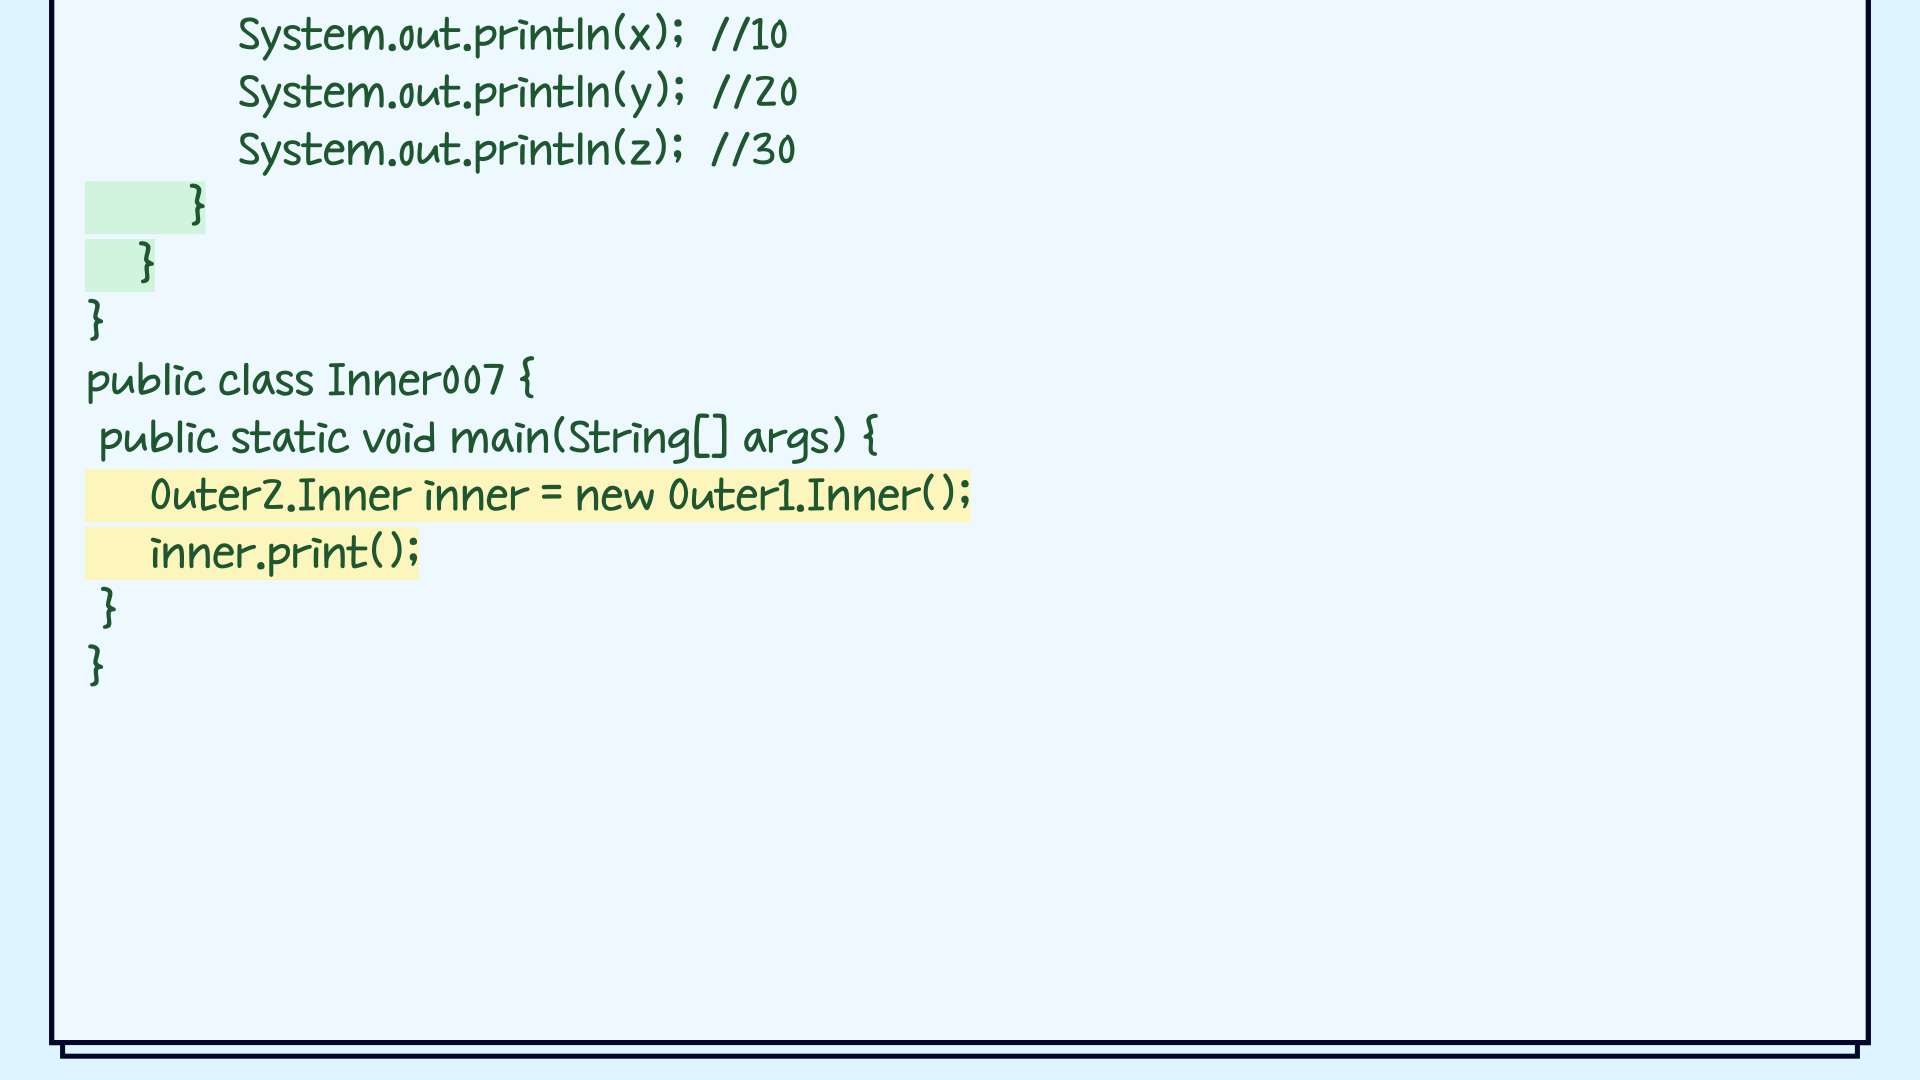 System.out.println(x);  //10
System.out.println(y);  //20
System.out.println(z);  //30
}
}
}
public class Inner007 {
public static void main(String[] args) {
Outer2.Inner inner = new Outer1.Inner();
inner.print();
}
}